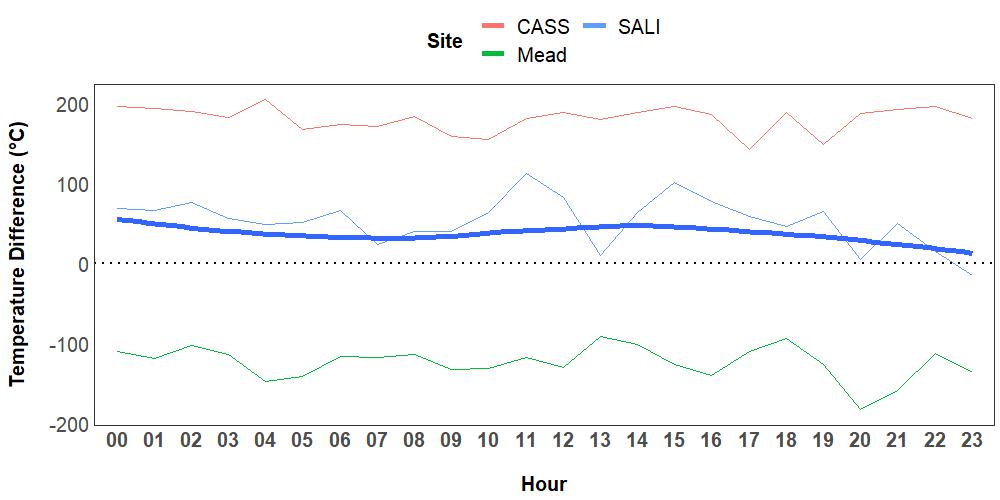 Site CASS SALI
Mead
Temperature Difference (°C)
200
100
0
-100
-200
00 01 02 03 04 05 06 07 08 09 10 11 12 13 14 15 16 17 18 19 20 21 22 23
Hour